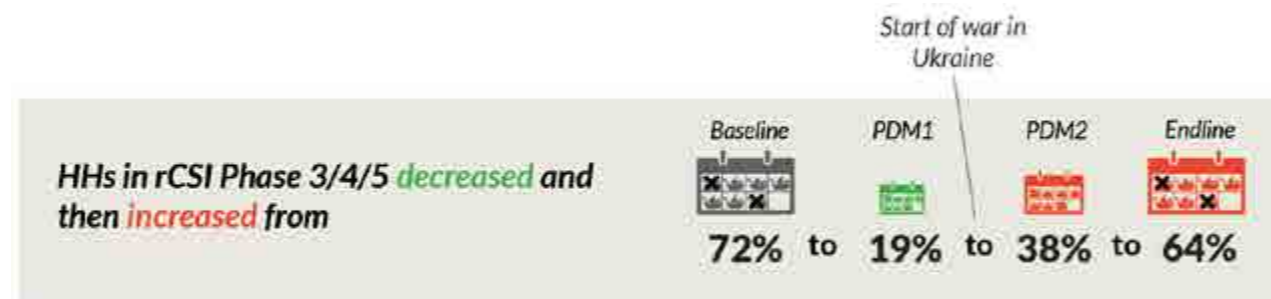 Start of war in
Ukraine
Baseline PDM1 PDM2 Endline
HHs in rCSI Phase 3/4/5 decreased and
then increased from
72% to 19% to 38% to 64%